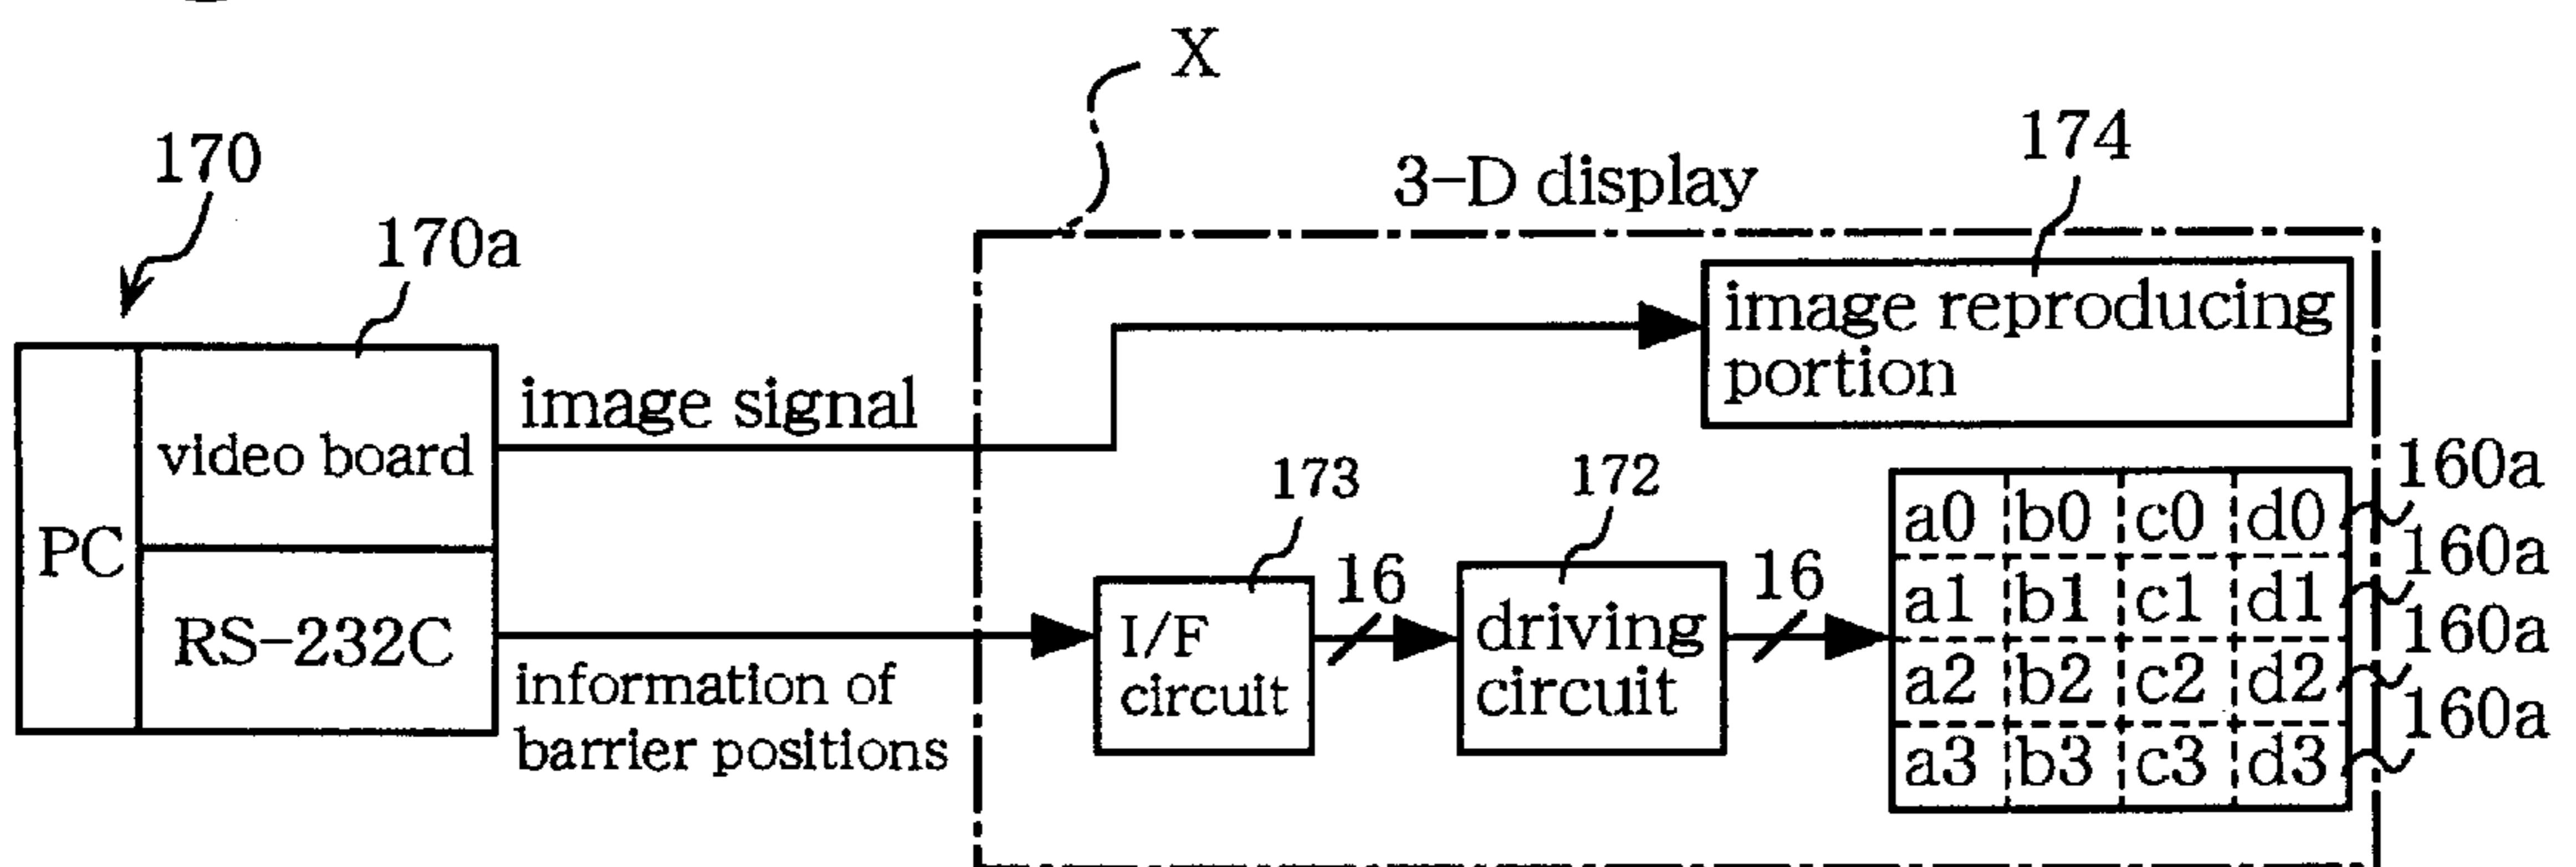 X
170
3-D display
174
170a
image reproducing
portion
image signal
video board
173
172
160a
a0 b0 c0 d0
160a
PC
16
16
a1 b1 c1 d1
160a
RS-232C
I/F
circuit
driving
circuit
a2 b2 c2 d2
160a
information of
barrier positions
a3 b3 c3 d3